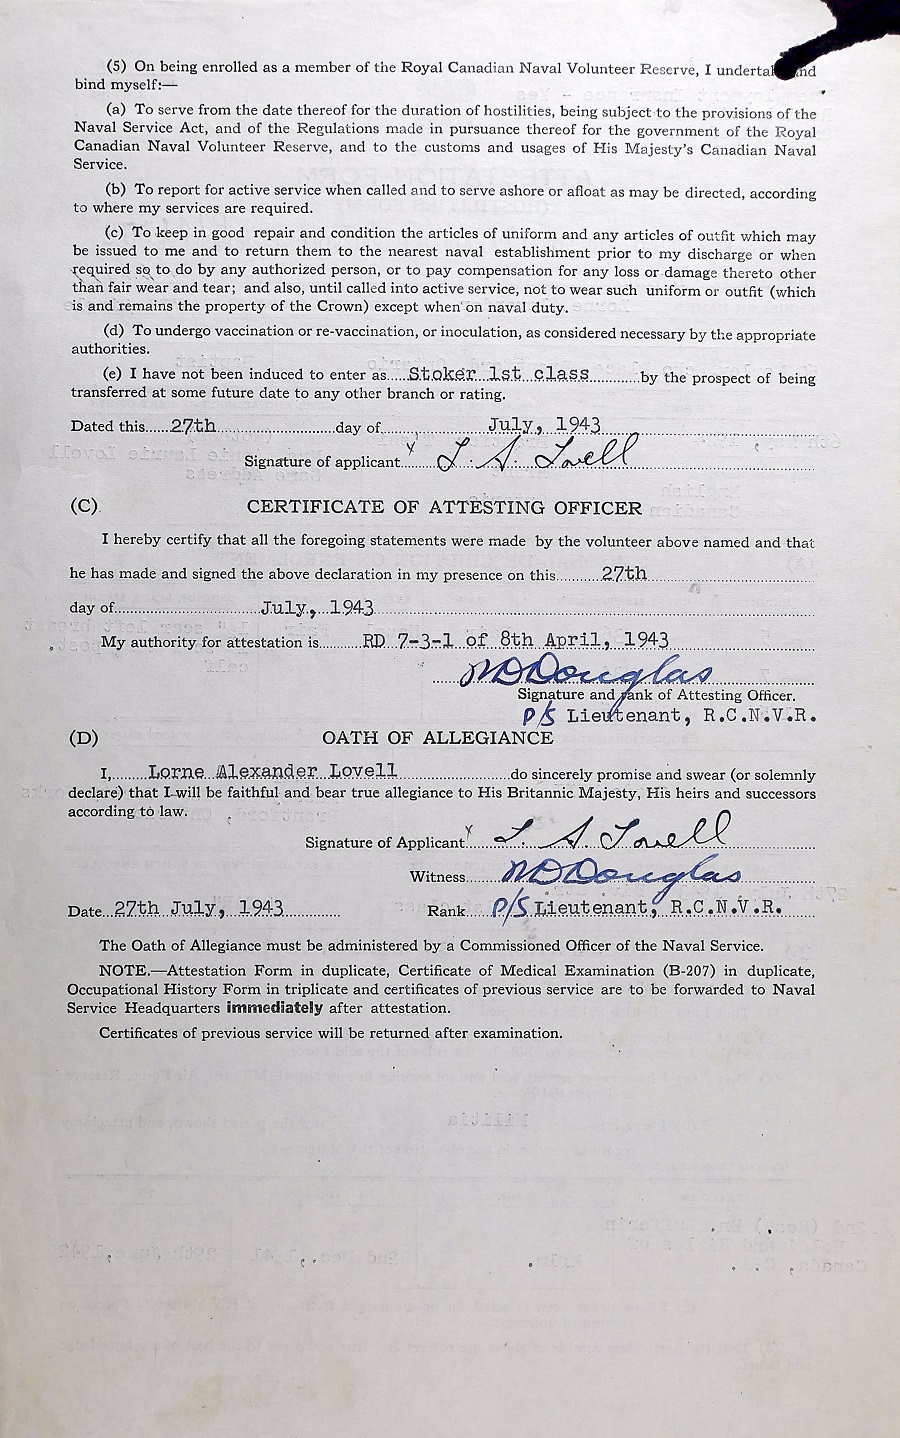 (5) On being enrolled as a member of the Royal Canadian Naval Volunteer Reserve, I nd
bind myself:—
(a) To serve from the date thereof for the duration of hostilities, being subject to the provisions of the
Naval Service Act, and of the Regulations made in pursuance thereof for the government of the Royal
Canadian Naval Volunteer Reserve, and to the customs and usages of His Majesty's Canadian Naval
Service.
(b) To report for active service when called and to serve ashore or afloat as may be directed, according
to where my services are required.
(c) To keep in good repair and condition the articles of uniform and any articles of outfit which may
be issued to me and to return them to the nearest naval establishment prior to my discharge or when
required so to do by any authorized person, or to pay compensation for any loss or damage thereto other
than fair wear and tear; and also, until called into active service, not to wear such uniform or outfit (which
is and remains the property of the Crown) except when on naval duty.
(d) To undergo vaccination or re-vaccination, or inoculation, as considered necessary by the appropriate
authorities.
(e) I have not been induced to enter as Stoker 1st class by the prospect of being
transferred at some future date to any other branch or rating.
Dated this 27th day of July, 1943
Signature of applicant x L. A. Lovell
(C) CERTIFICATE OF ATTESTING OFFICER
I hereby certify that all the foregoing statements were made by the volunteer above named and that
he has made and signed the above declaration in my presence on this 27th
day of July, 1943
My authority for attestation is RD 7-3-1 of 8th April, 1943
WD Douglas
Signature and rank of Attesting Officer.
P/S Lieutenant, R.C.N.V.R.
(D) OATH OF ALLEGIANCE
I, Lorne Alexander Lovell do sincerely promise and swear (or solemnly
declare) that I will be faithful and bear true allegiance to His Britannic Majesty, His heirs and successors
according to law.
Signature of Applicant x L. A. Lovell
Witness WD Douglas
Date 27th July, 1943 Rank P/S Lieutenant, R.C.N.V.R.
The Oath of Allegiance must be administered by a Commissioned Officer of the Naval Service.
NOTE.—Attestation Form in duplicate, Certificate of Medical Examination (B-207) in duplicate,
Occupational History Form in triplicate and certificates of previous service are to be forwarded to Naval
Service Headquarters immediately after attestation.
Certificates of previous service will be returned after examination.